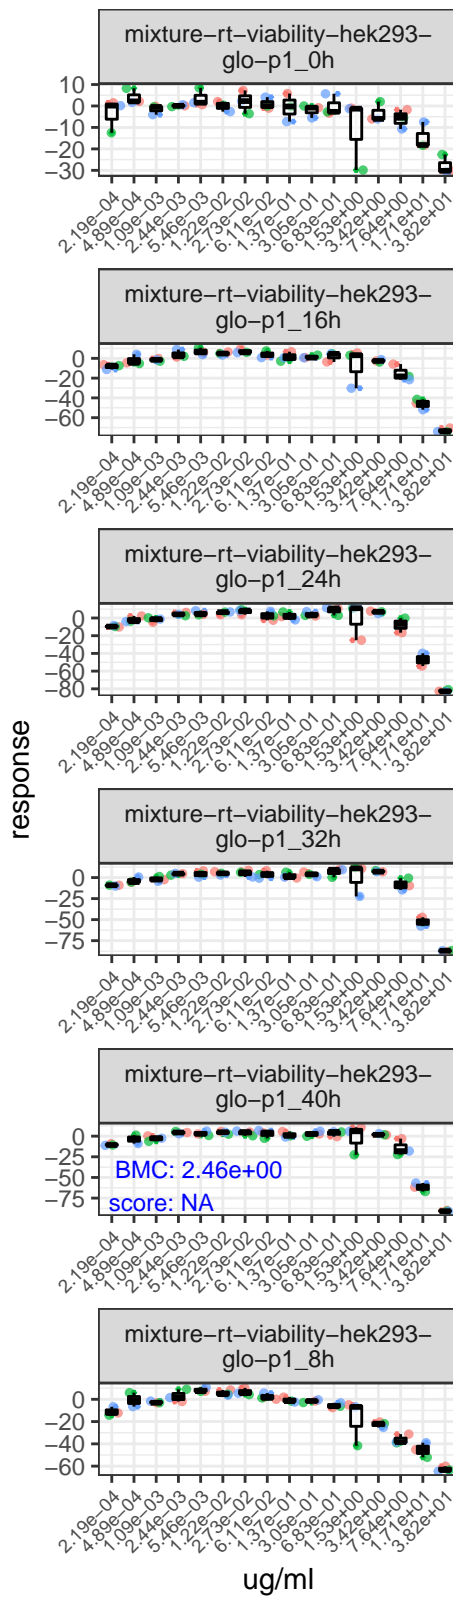 mixture−rt−viability−hek293−
glo−p1_0h
10
0
−10
−20
−30
2.19e−04
4.89e−04
1.09e−03
2.44e−03
5.46e−03
1.22e−02
2.73e−02
6.11e−02
1.37e−01
3.05e−01
6.83e−01
1.53e+00
3.42e+00
7.64e+00
1.71e+01
3.82e+01
mixture−rt−viability−hek293−
glo−p1_16h
0
−20
−40
−60
2.19e−04
4.89e−04
1.09e−03
2.44e−03
5.46e−03
1.22e−02
2.73e−02
6.11e−02
1.37e−01
3.05e−01
6.83e−01
1.53e+00
3.42e+00
7.64e+00
1.71e+01
3.82e+01
mixture−rt−viability−hek293−
glo−p1_24h
0
−20
−40
−60
−80
2.19e−04
4.89e−04
1.09e−03
2.44e−03
5.46e−03
1.22e−02
2.73e−02
6.11e−02
1.37e−01
3.05e−01
6.83e−01
1.53e+00
3.42e+00
7.64e+00
1.71e+01
3.82e+01
response
mixture−rt−viability−hek293−
glo−p1_32h
0
−25
−50
−75
2.19e−04
4.89e−04
1.09e−03
2.44e−03
5.46e−03
1.22e−02
2.73e−02
6.11e−02
1.37e−01
3.05e−01
6.83e−01
1.53e+00
3.42e+00
7.64e+00
1.71e+01
3.82e+01
mixture−rt−viability−hek293−
glo−p1_40h
0
−25
−50
−75
BMC: 2.46e+00
score: NA
2.19e−04
4.89e−04
1.09e−03
2.44e−03
5.46e−03
1.22e−02
2.73e−02
6.11e−02
1.37e−01
3.05e−01
6.83e−01
1.53e+00
3.42e+00
7.64e+00
1.71e+01
3.82e+01
mixture−rt−viability−hek293−
glo−p1_8h
0
−20
−40
−60
2.19e−04
4.89e−04
1.09e−03
2.44e−03
5.46e−03
1.22e−02
2.73e−02
6.11e−02
1.37e−01
3.05e−01
6.83e−01
1.53e+00
3.42e+00
7.64e+00
1.71e+01
3.82e+01
ug/ml